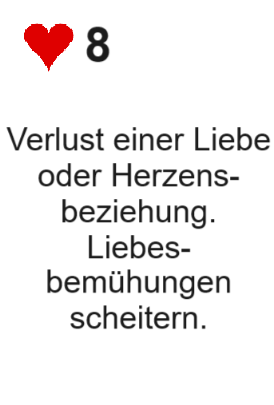 8
Verlust einer Liebe
oder Herzens-
beziehung.
Liebes-
bemühungen
scheitern.